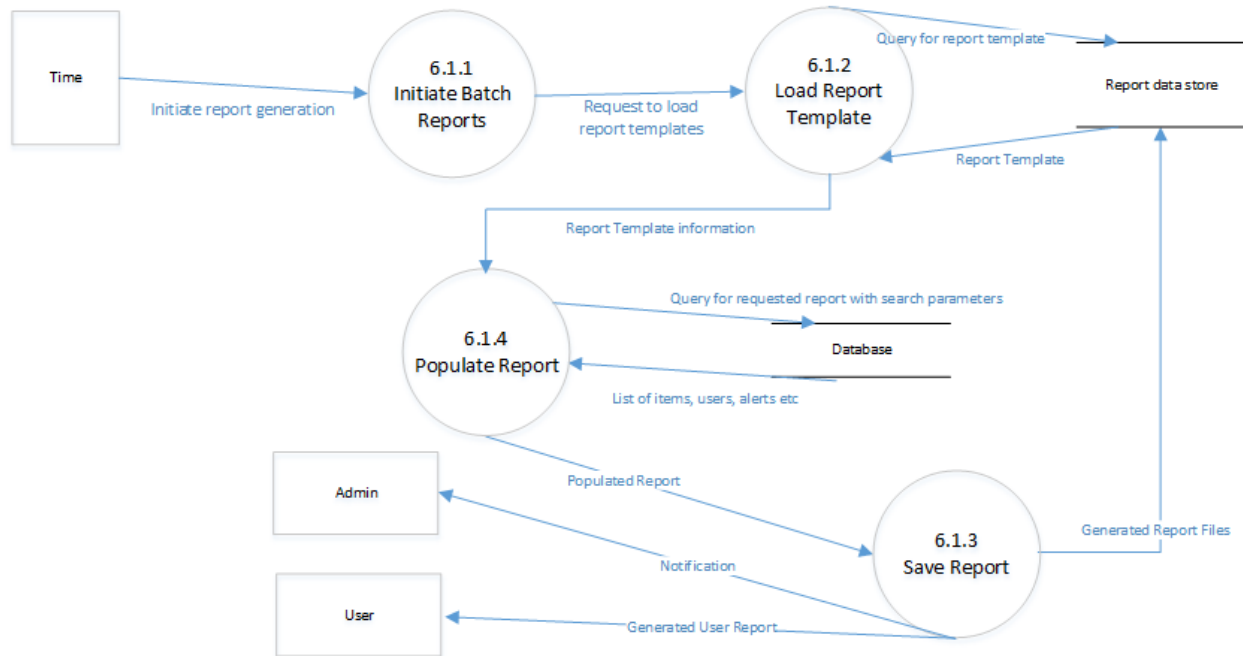 Query for report template
6.1.1
Initiate Batch
Reports
6.1.2
Load Report
Template
Time
Report data store
Initiate report generation
Request to load
report templates
Report Template
Report Template information
6.1.4
Populate Report
Query for requested report with search parameters
Database
List of items, users, alerts etc
Populated Report
Admin
Generated Report Files
6.1.3
Save Report
Notification
User
Generated User Report